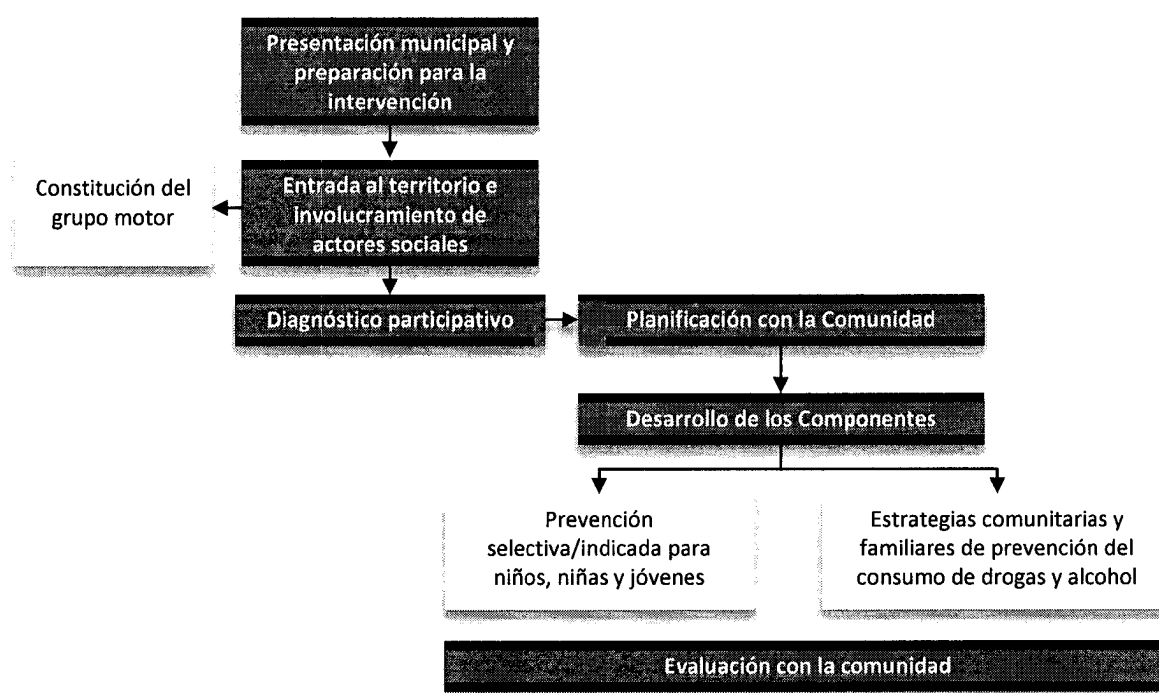 Presentación municipal y
preparación para la
intervención
Constitución del
grupo motor
Entrada al territorio e
involucramiento de
actores sociales
Diagnóstico participativo
Planificación con la Comunidad
Desarrollo de los Componentes
Prevención
selectiva/indicada para
niños, niñas y jóvenes
Estrategias comunitarias y
familiares de prevención del
consumo de drogas y alcohol
Evaluación con la comunidad